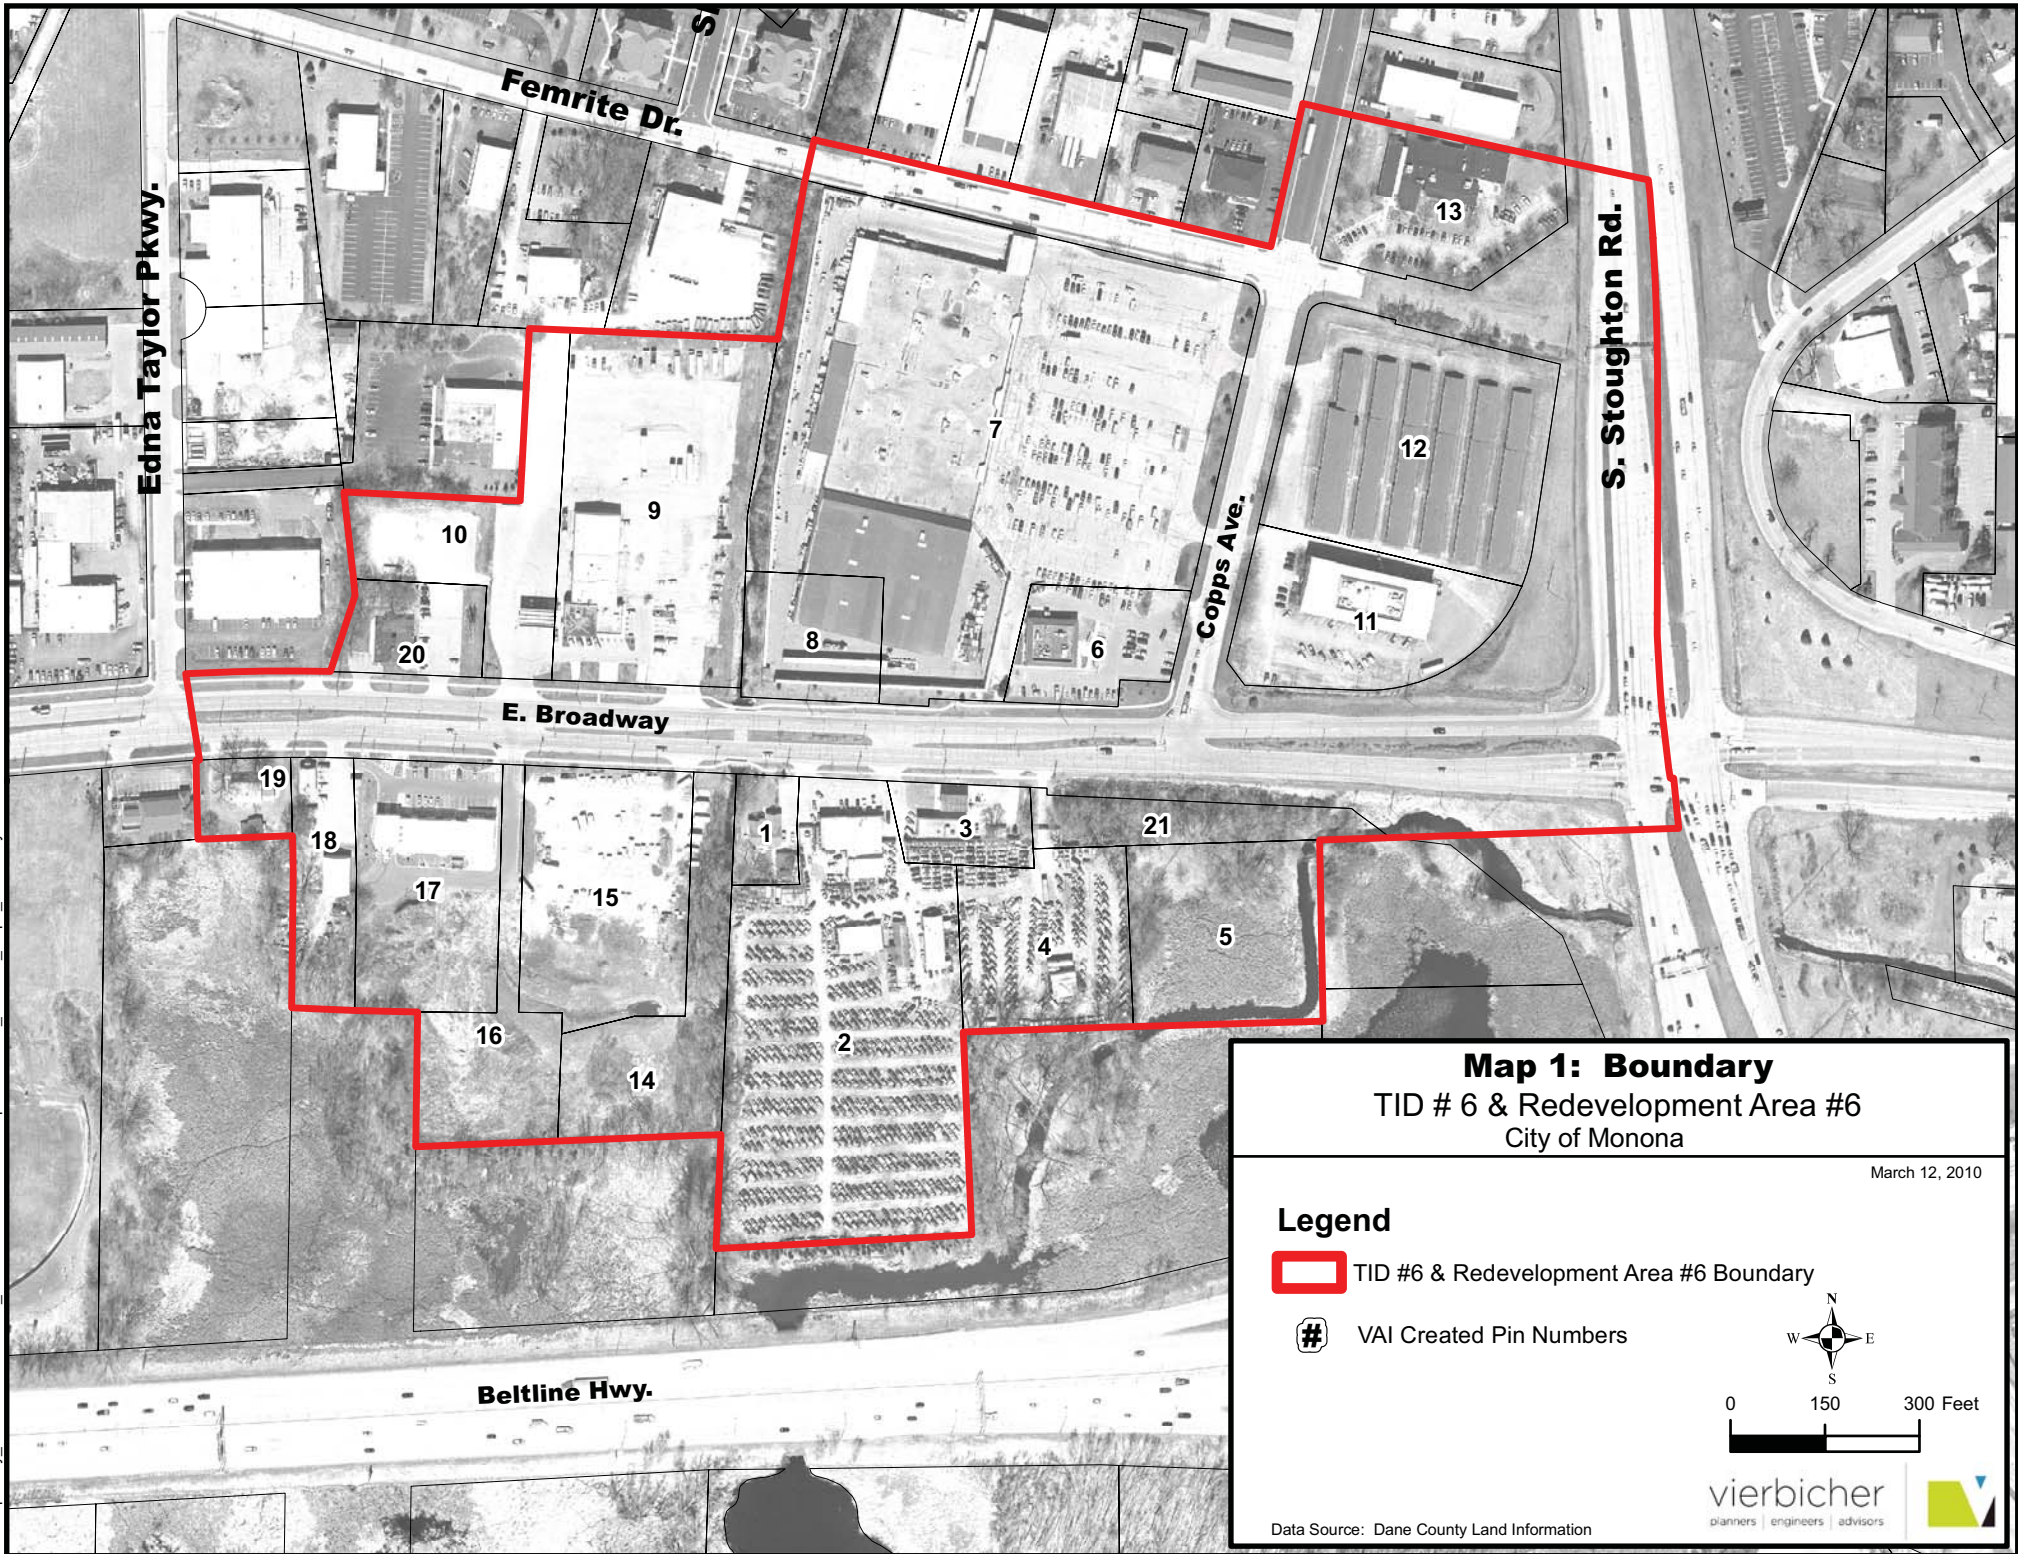 Femrite Dr.
Edna Taylor Pkwy.
S. Stoughton Rd.
Copps Ave.
E. Broadway
Beltline Hwy.
13
7
12
9
10
11
8
6
20
19
1
3
21
18
17
15
5
4
16
2
14
Map 1: Boundary
TID # 6 & Redevelopment Area #6
City of Monona
March 12, 2010
Legend
TID #6 & Redevelopment Area #6 Boundary
# VAI Created Pin Numbers
N
W E
S
0 150 300 Feet
vierbicher
planners | engineers | advisors
Data Source: Dane County Land Information